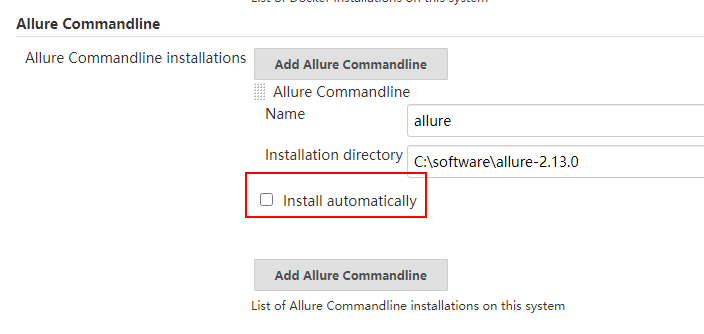 List of Docker installations on this system
Allure Commandline
Allure Commandline installations
Add Allure Commandline
Allure Commandline
Name
allure
Installation directory
C:\software\allure-2.13.0
Install automatically
Add Allure Commandline
List of Allure Commandline installations on this system